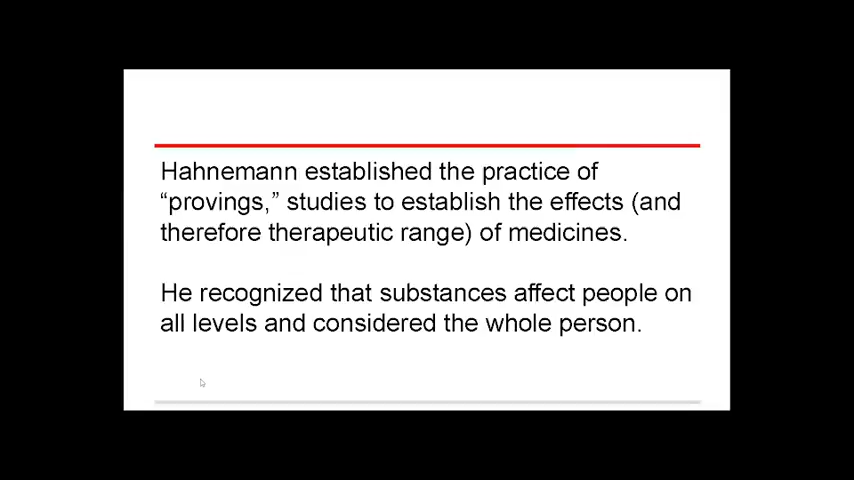 Hahnemann established the practice of
“provings,” studies to establish the effects (and
therefore therapeutic range) of medicines.
He recognized that substances affect people on
all levels and considered the whole person.